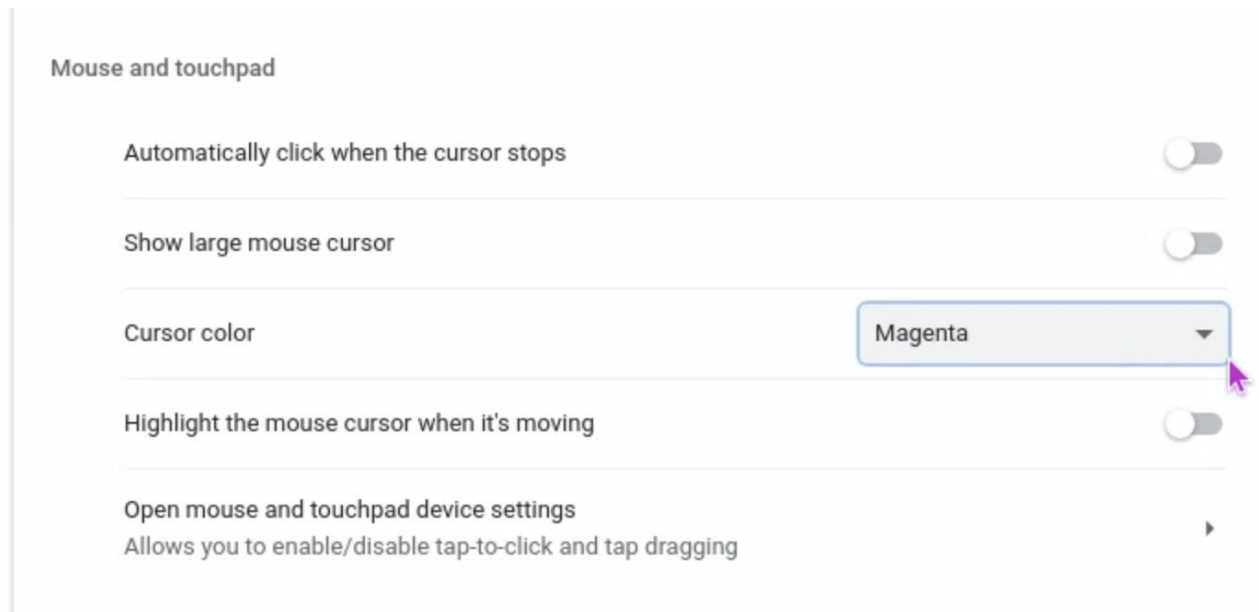 Mouse and touchpad
Automatically click when the cursor stops
Show large mouse cursor
Cursor color
Magenta
Highlight the mouse cursor when it's moving
Open mouse and touchpad device settings
Allows you to enable/disable tap-to-click and tap dragging